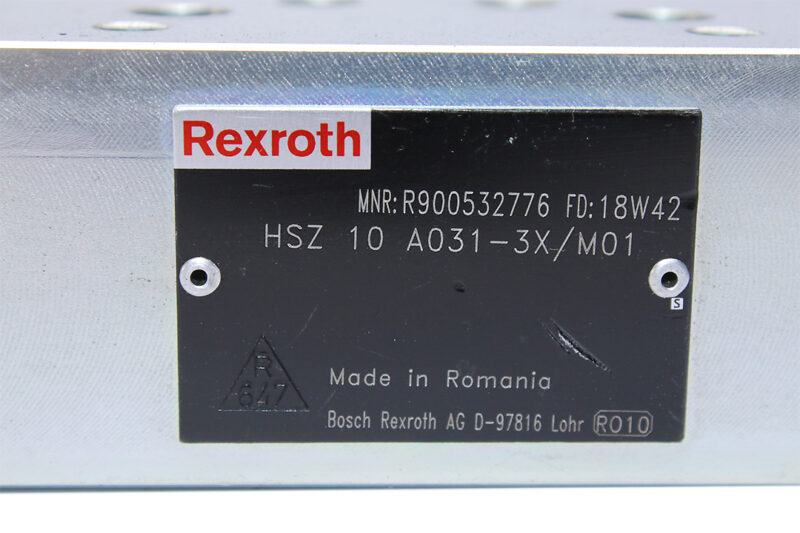 Rexroth
MNR: R900532776 FD: 18W42
HSZ 10 A031-3X/M01
S
R
647
Made in Romania
Bosch Rexroth AG D-97816 Lohr R010